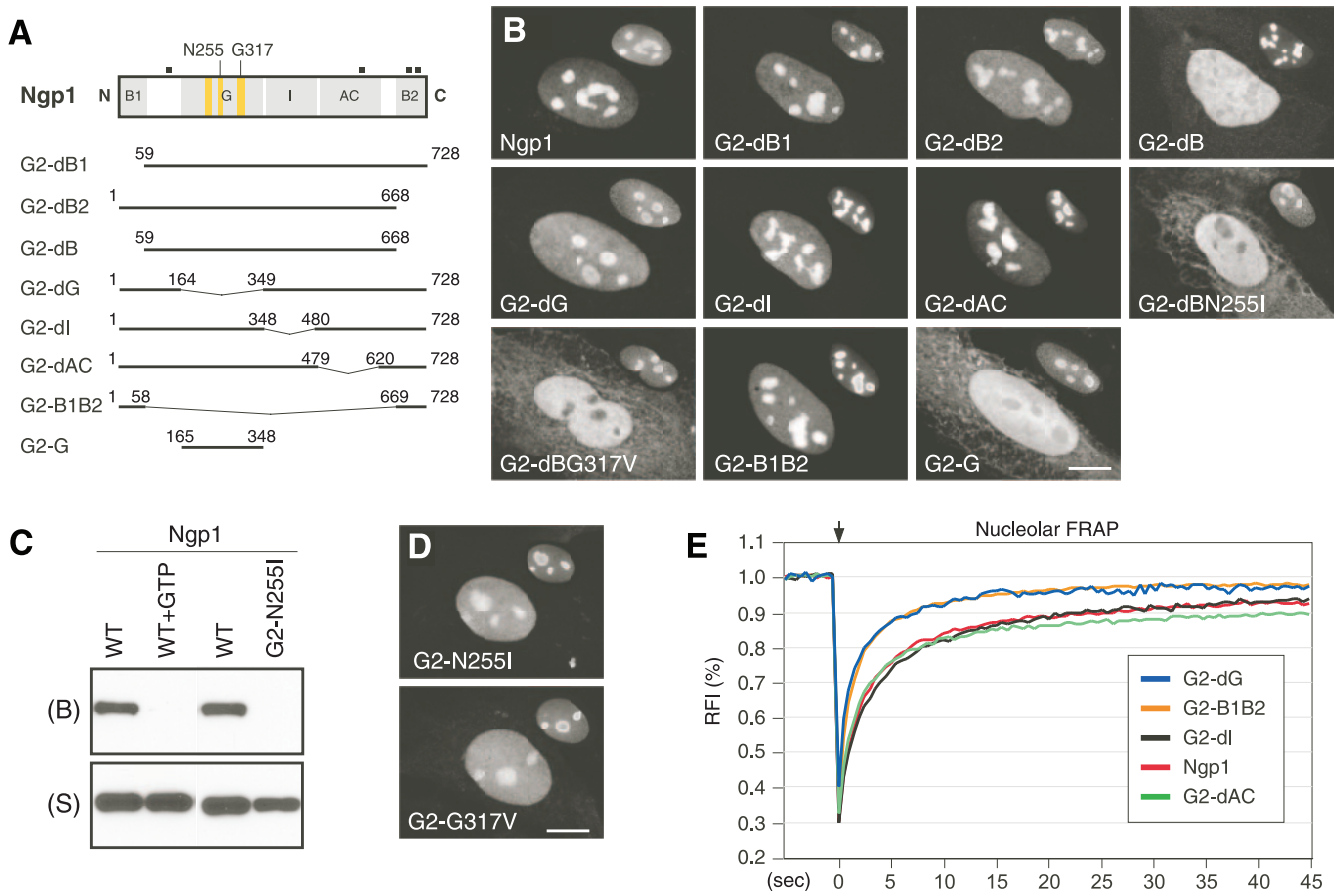 A
N255 G317
Ngp1 N B1 G I AC B2 C
G2-dB1 59 728
G2-dB2 1 668
G2-dB 59 668
G2-dG 1 164 349 728
G2-dI 1 348 480 728
G2-dAC 1 479 620 728
G2-B1B2 1 58 669 728
G2-G 165 348
B
Ngp1
G2-dB1
G2-dB2
G2-dB
G2-dG
G2-dI
G2-dAC
G2-dBN255I
G2-dBG317V
G2-B1B2
G2-G
C
Ngp1
WT
WT+GTP
WT
G2-N255I
(B)
(S)
D
G2-N255I
G2-G317V
E
Nucleolar FRAP
RFI (%)
1.1
1.0
0.9
0.8
0.7
0.6
0.5
0.4
0.3
0.2
G2-dG
G2-B1B2
G2-dI
Ngp1
G2-dAC
(sec) 0 5 10 15 20 25 30 35 40 45